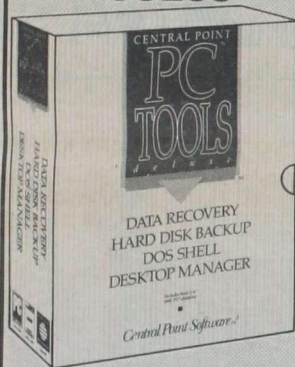 CENTRAL POINT
PC
TOOLS
deluxe
DATA RECOVERY
HARD DISK BACKUP
DOS SHELL
DESKTOP MANAGER
Central Point Software
DATA RECOVERY
HARD DISK BACKUP
DOS SHELL
DESKTOP MANAGER